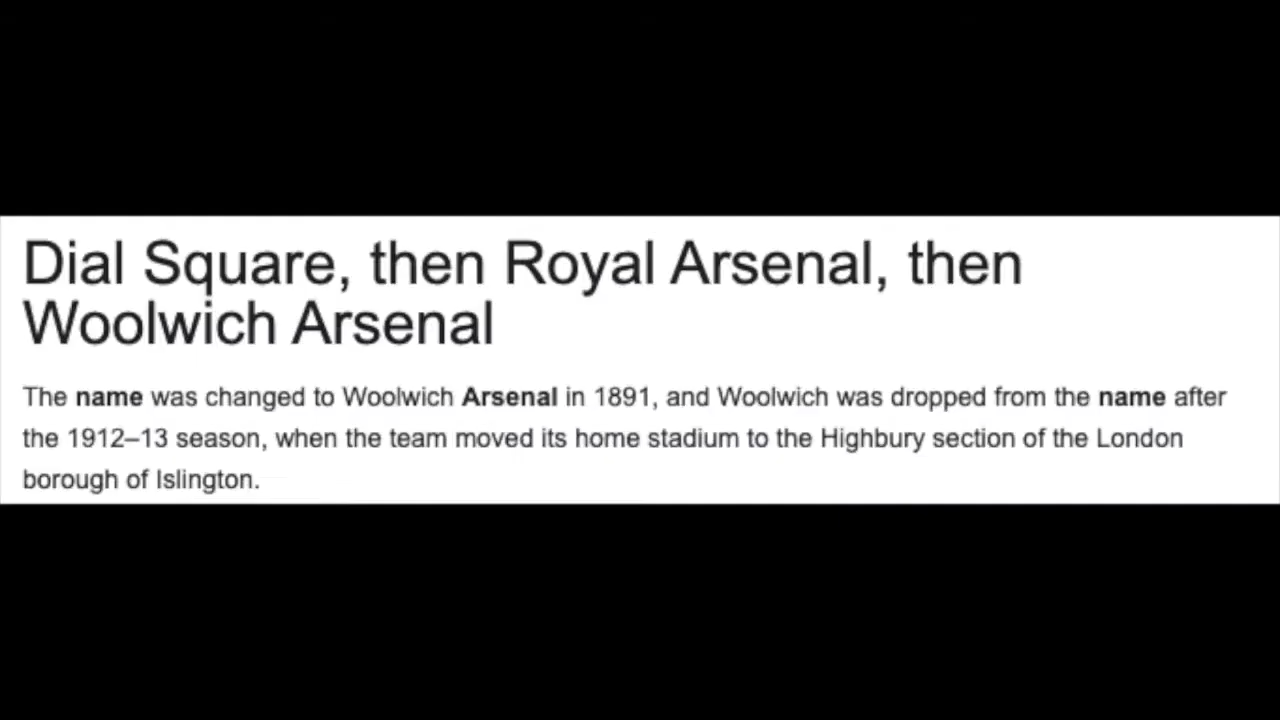 Dial Square, then Royal Arsenal, then
Woolwich Arsenal
The name was changed to Woolwich Arsenal in 1891, and Woolwich was dropped from the name after
the 1912–13 season, when the team moved its home stadium to the Highbury section of the London
borough of Islington.